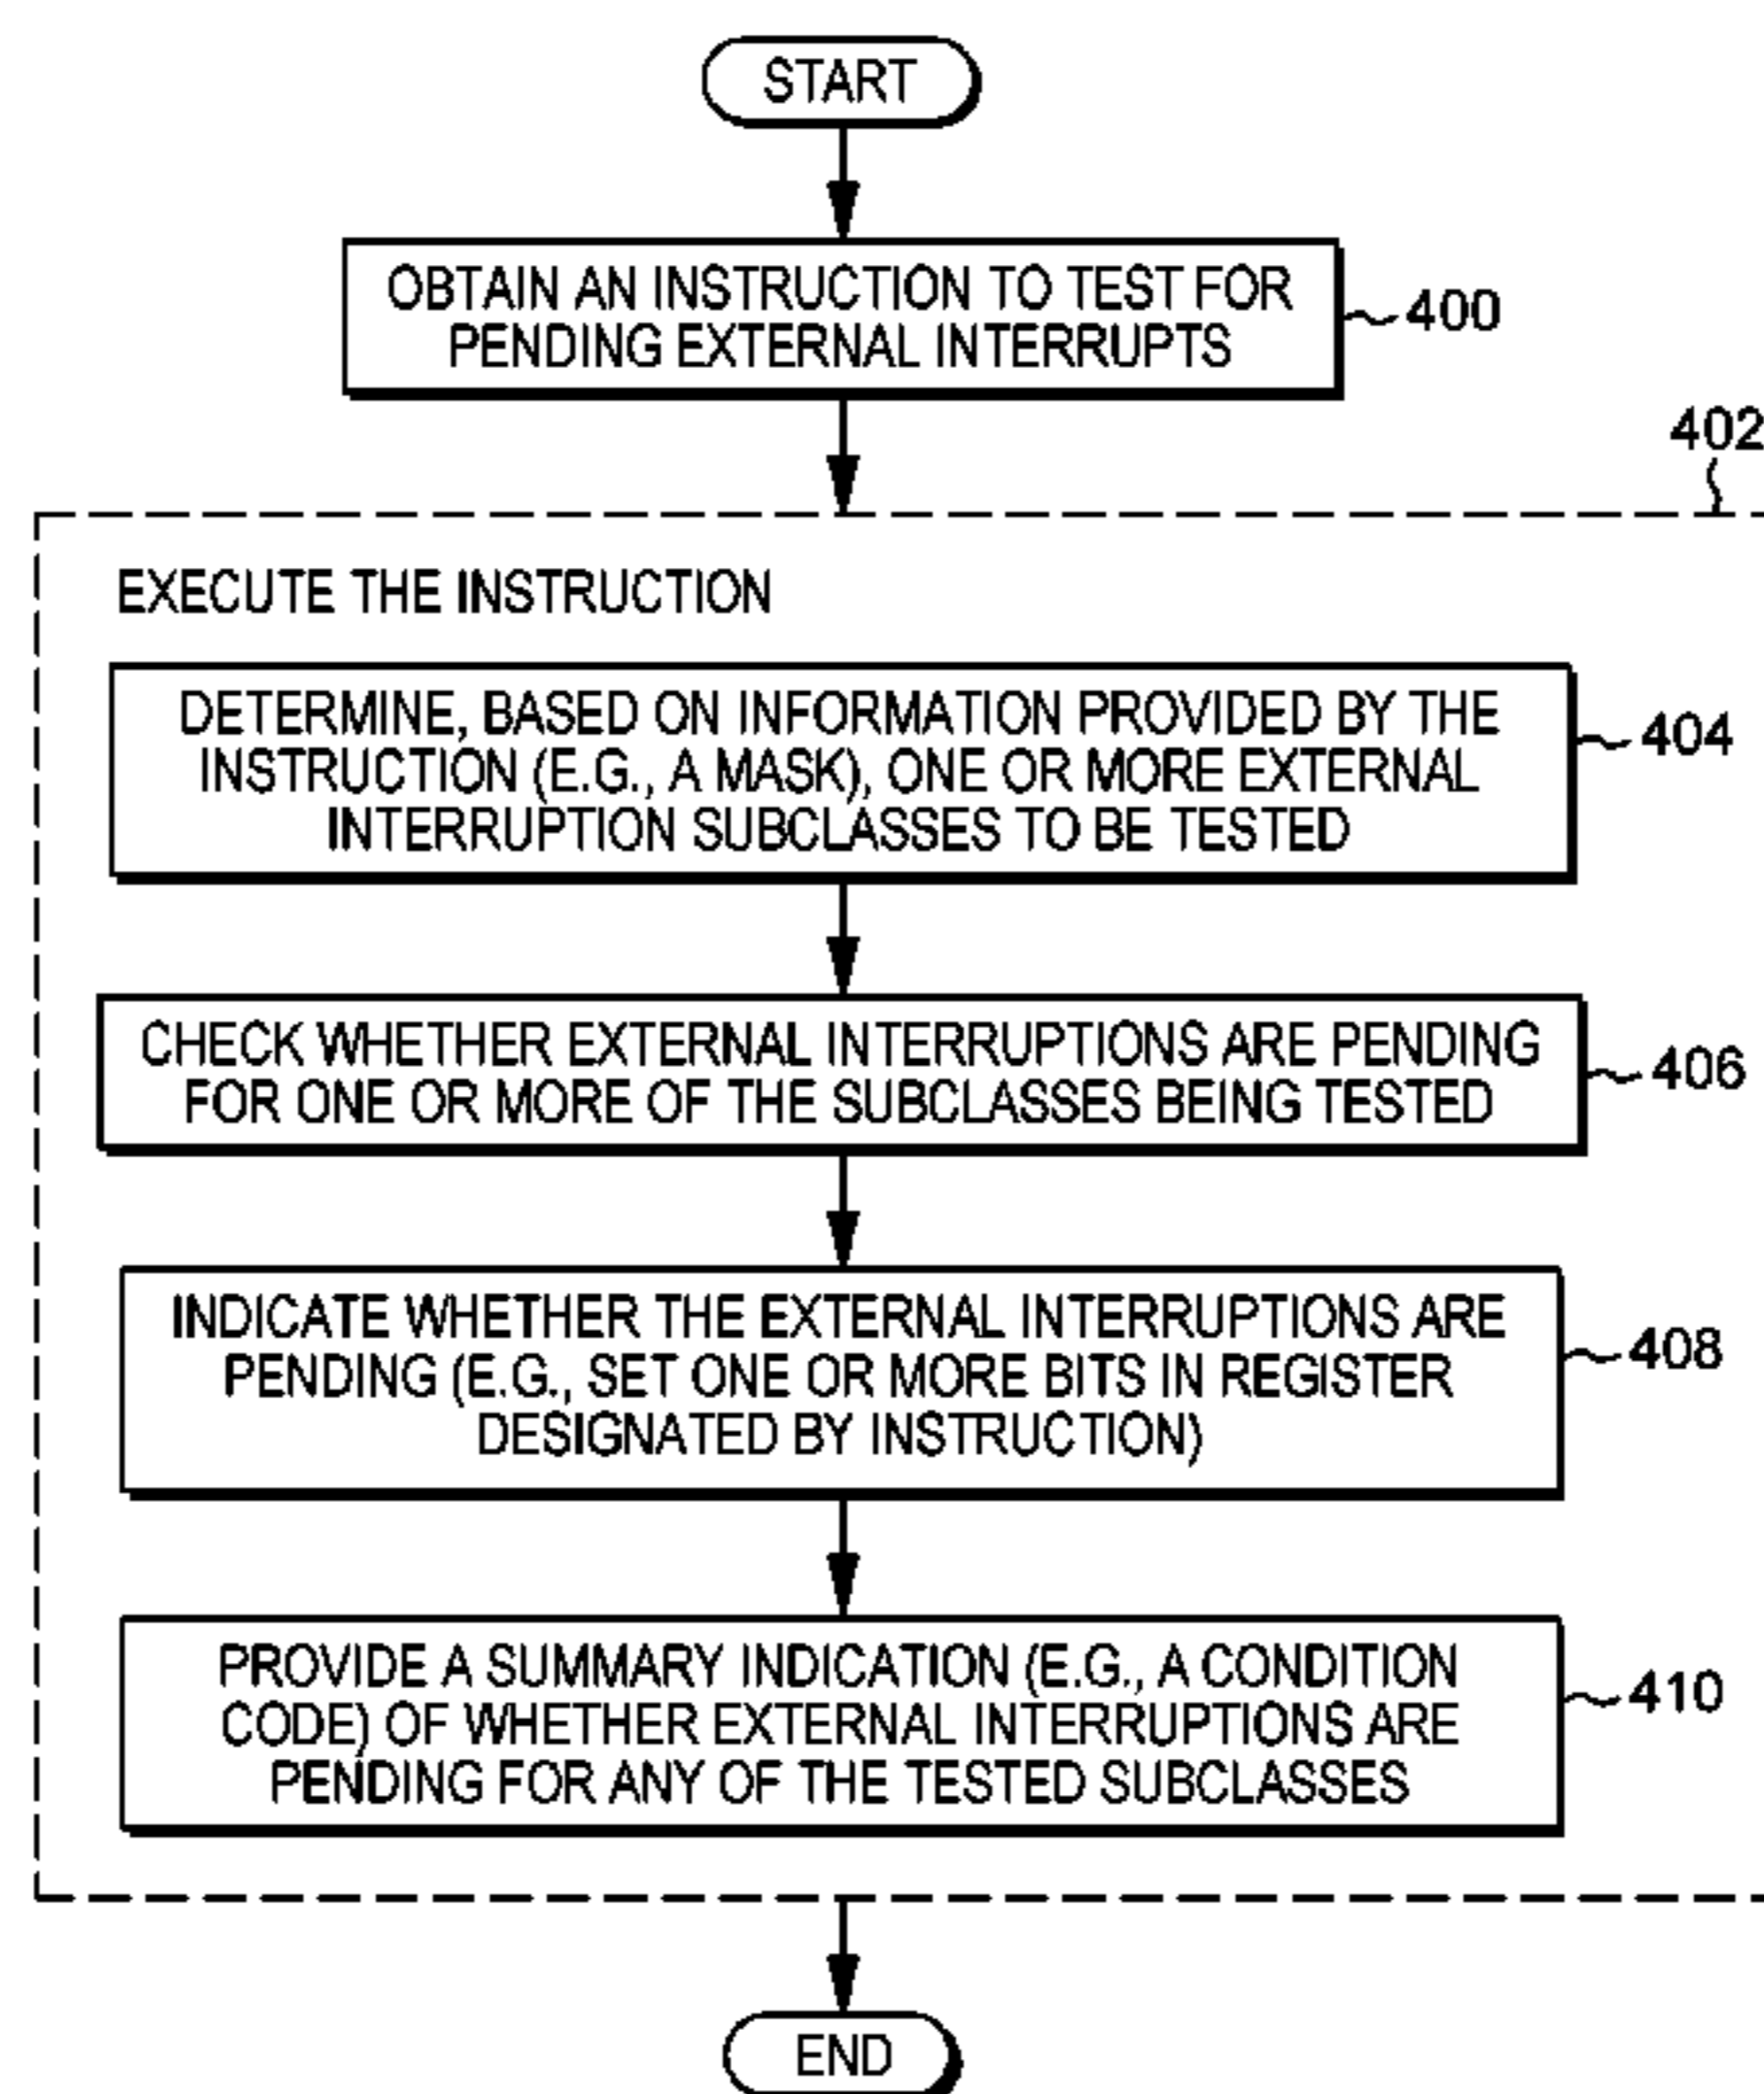 START
OBTAIN AN INSTRUCTION TO TEST FOR
PENDING EXTERNAL INTERRUPTS
400
402
EXECUTE THE INSTRUCTION
DETERMINE, BASED ON INFORMATION PROVIDED BY THE
INSTRUCTION (E.G., A MASK), ONE OR MORE EXTERNAL
INTERRUPTION SUBCLASSES TO BE TESTED
404
CHECK WHETHER EXTERNAL INTERRUPTIONS ARE PENDING
FOR ONE OR MORE OF THE SUBCLASSES BEING TESTED
406
INDICATE WHETHER THE EXTERNAL INTERRUPTIONS ARE
PENDING (E.G., SET ONE OR MORE BITS IN REGISTER
DESIGNATED BY INSTRUCTION)
408
PROVIDE A SUMMARY INDICATION (E.G., A CONDITION
CODE) OF WHETHER EXTERNAL INTERRUPTIONS ARE
PENDING FOR ANY OF THE TESTED SUBCLASSES
410
END